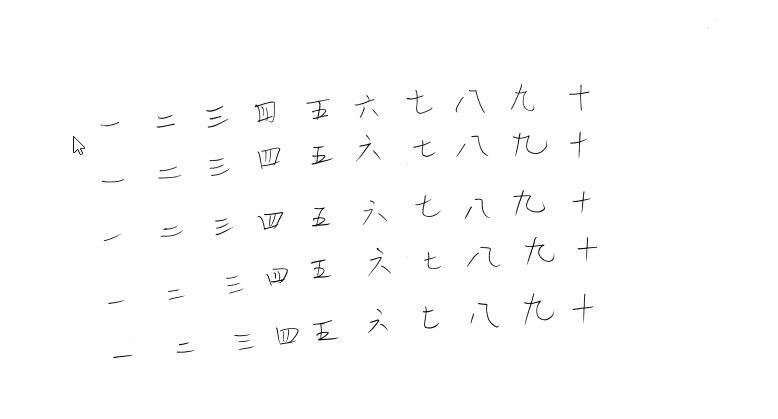 一 二 三 四 五 六 七 八 九 十
一 二 三 四 五 六 七 八 九 十
一 二 三 四 五 六 七 八 九 十
一 二 三 四 五 六 七 八 九 十
一 二 三 四 五 六 七 八 九 十